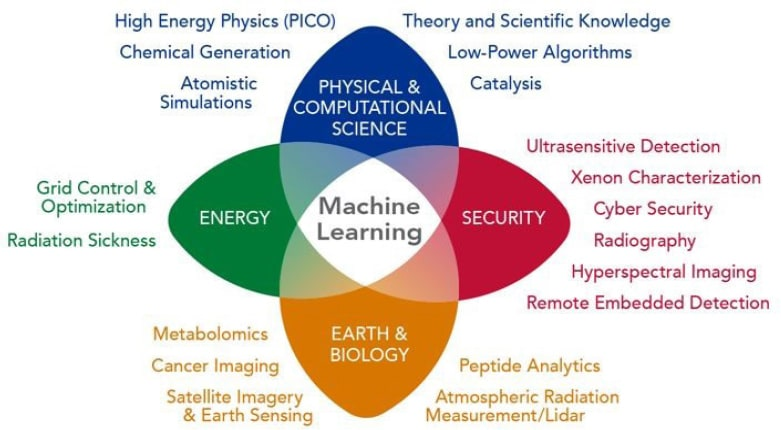 High Energy Physics (PICO)
Chemical Generation
Atomistic
Simulations
Theory and Scientific Knowledge
Low-Power Algorithms
Catalysis
PHYSICAL &
COMPUTATIONAL
SCIENCE
Grid Control &
Optimization
Radiation Sickness
ENERGY
Machine
Learning
SECURITY
Ultrasensitive Detection
Xenon Characterization
Cyber Security
Radiography
Hyperspectral Imaging
Remote Embedded Detection
EARTH &
BIOLOGY
Metabolomics
Cancer Imaging
Satellite Imagery
& Earth Sensing
Peptide Analytics
Atmospheric Radiation
Measurement/Lidar